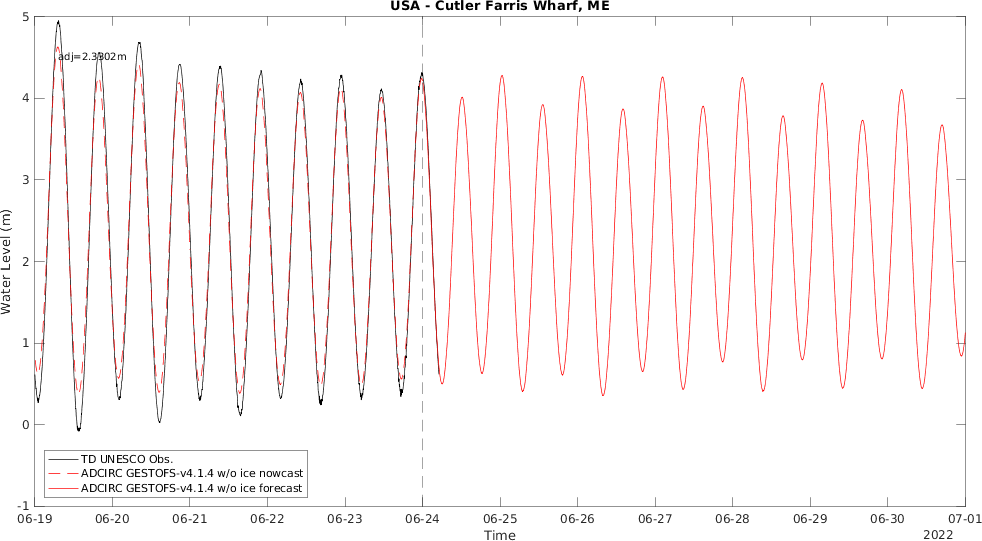 USA - Cutler Farris Wharf, ME
5
adj=2.3302m
4
3
2
1
0
-1
Water Level (m)
TD UNESCO Obs.
ADCIRC GESTOFS-v4.1.4 w/o ice nowcast
ADCIRC GESTOFS-v4.1.4 w/o ice forecast
06-19 06-20 06-21 06-22 06-23 06-24 06-25 06-26 06-27 06-28 06-29 06-30 07-01
Time
2022